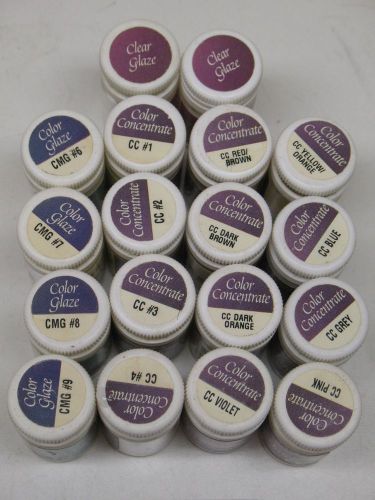 Clear
Glaze
Clear
Glaze
Color
Glaze
CMG #6
Color
Concentrate
CC #1
Color
Concentrate
CC RED/
BROWN
Color
Concentrate
CC YELLOW/
ORANGE
Color
Glaze
CMG #7
Color
Concentrate
CC #2
Color
Concentrate
CC DARK
BROWN
Color
Concentrate
CC BLUE
Color
Glaze
CMG #8
Color
Concentrate
CC #3
Color
Concentrate
CC DARK
ORANGE
Color
Concentrate
CC GREY
Color
Glaze
CMG #9
Color
Concentrate
CC #4
Color
Concentrate
CC VIOLET
Color
Concentrate
CC PINK